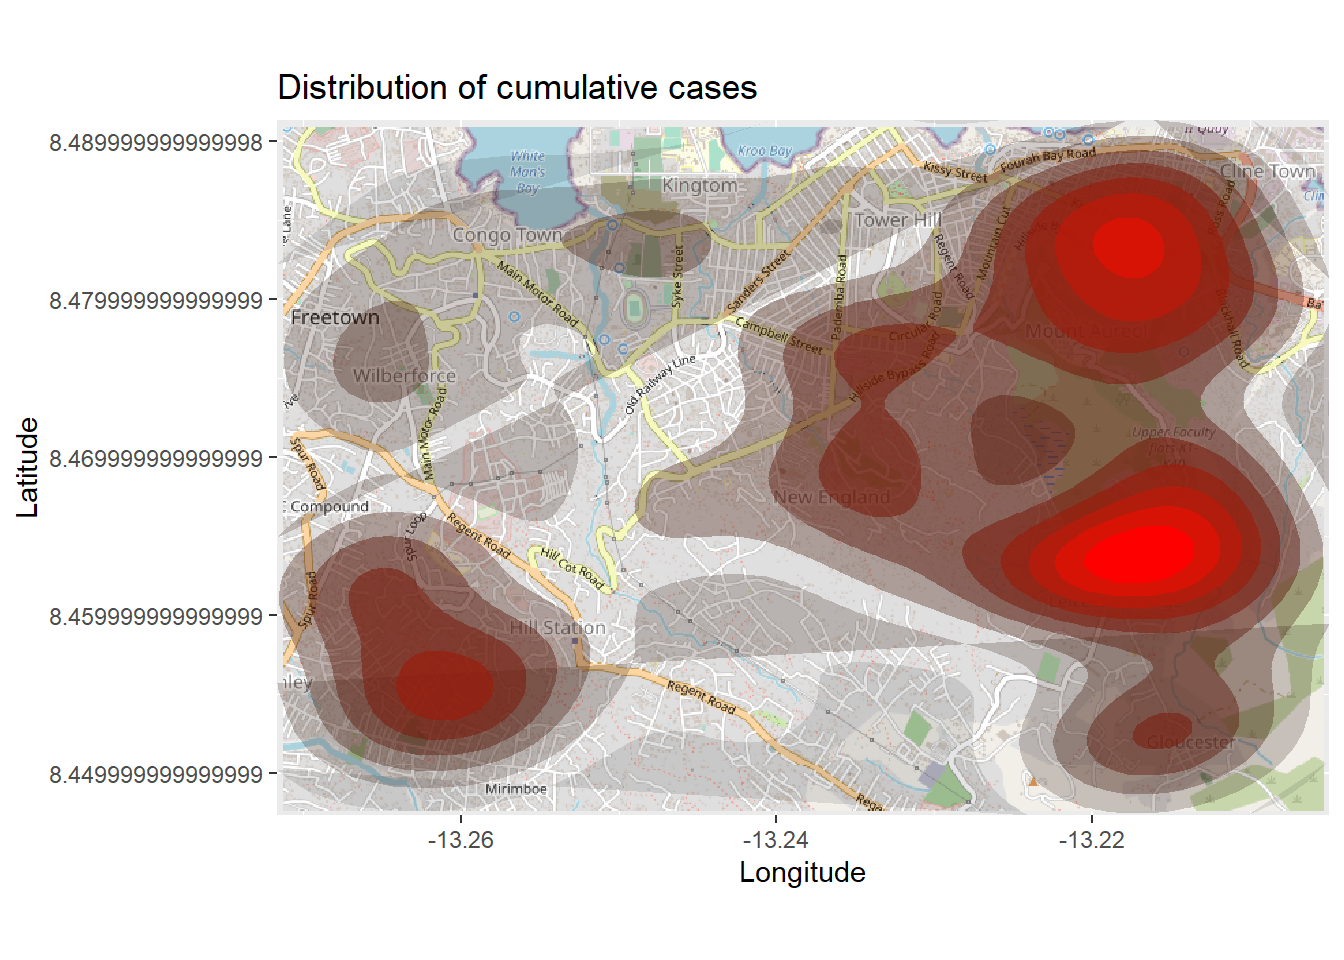 Distribution of cumulative cases
8.489999999999998
8.479999999999999
8.469999999999999
8.459999999999999
8.449999999999999
Latitude
-13.26
-13.24
-13.22
Longitude
White
Man's
Bay
Kroo Bay
Kingtom
Kissy Street
Fourah Bay Road
Cline Town
Congo Town
Tower Hill
Mountain Cut
Regent Road
Main Motor Road
Syke Street
Sanders Street
Pademba Road
Circular Road
Campbell Street
Freetown
Mount Aureol
Wilberforce
Old Railway Line
Hillside Bypass Road
Main Motor Road
Upper Faculty
flats K1-
Spur Road
New England
Compound
Spur Loop
Regent Road
Hill Cot Road
Spur Road
Hill Station
Regent Road
Gloucester
Mirimboe